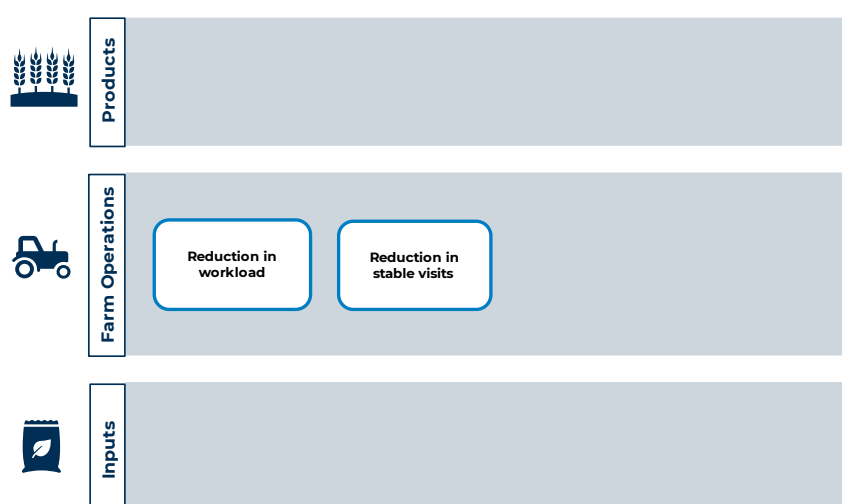 Products
Farm Operations
Reduction in
workload
Reduction in
stable visits
Inputs